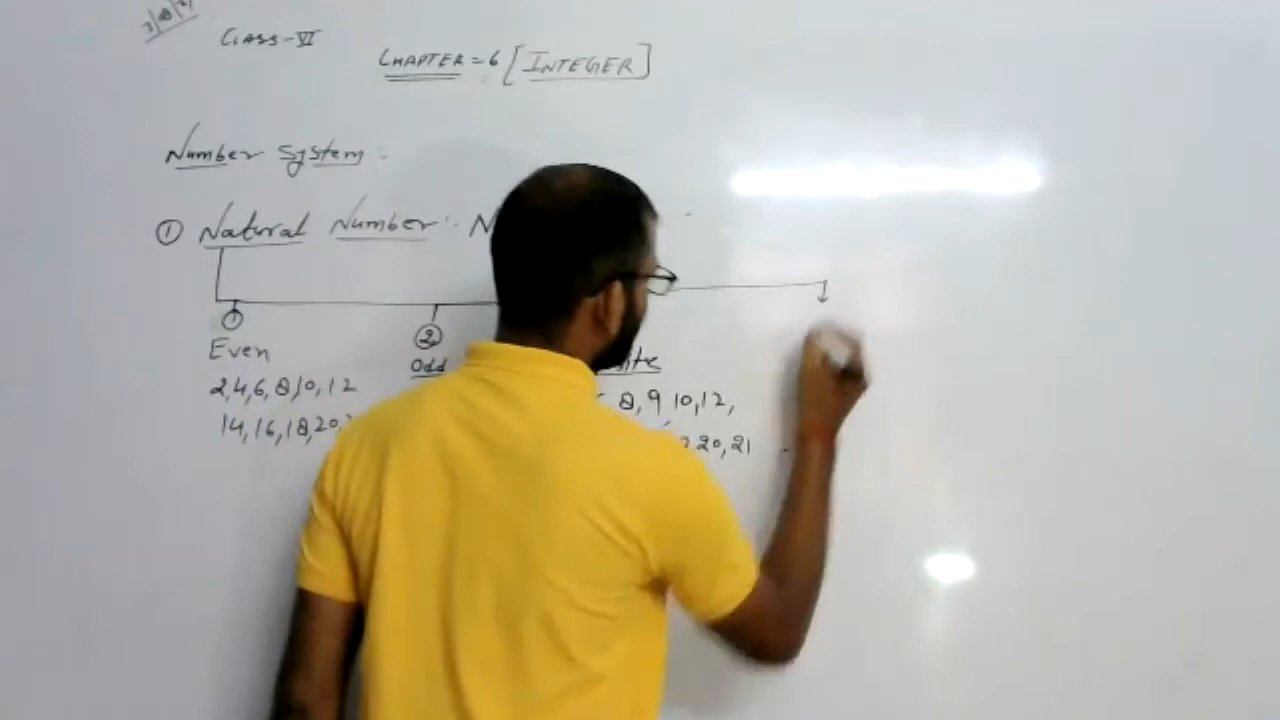 CLASS-VI
CHAPTER = 6 [INTEGER]
Number System :
① Natural Number : N
①
②
Even
Odd
2,4,6,8,10,12
8,9,10,12,
14,16,18,20,
20,21